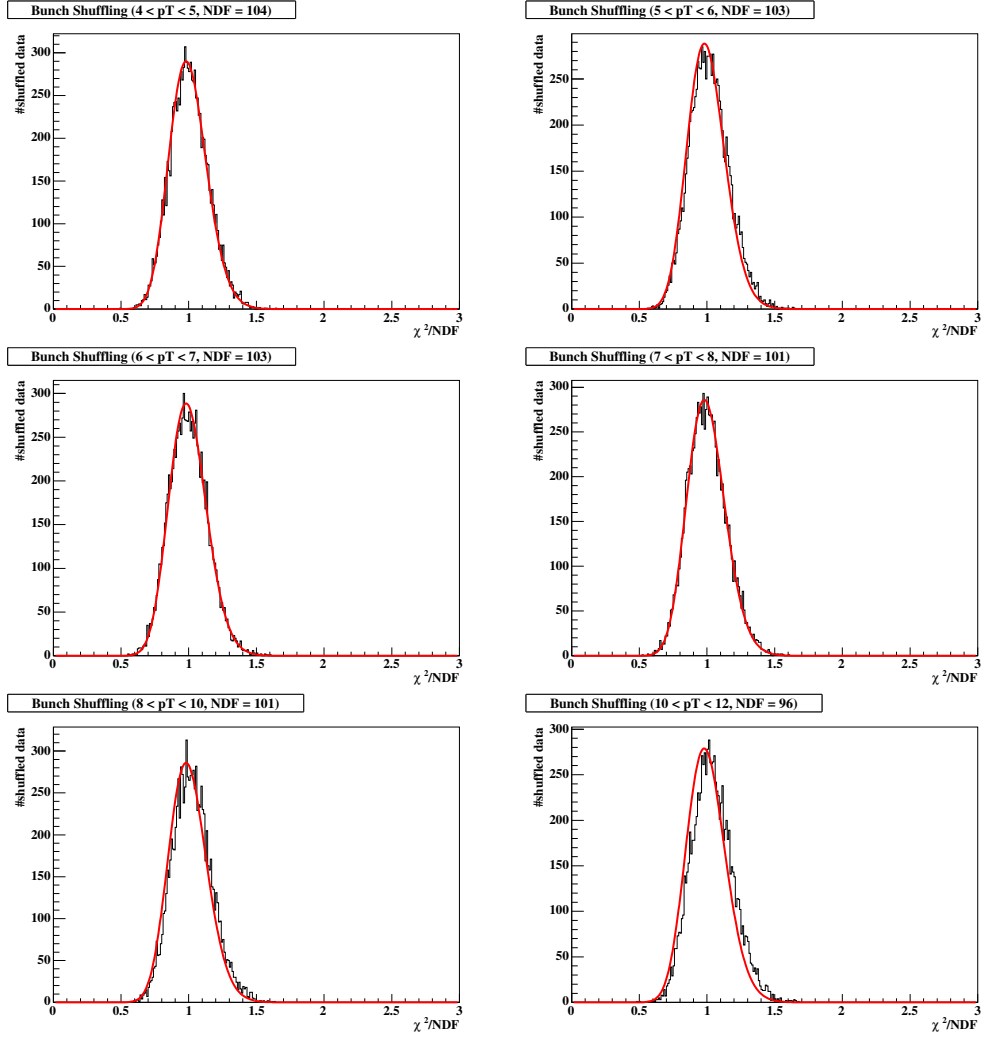 Bunch Shuffling (4 < pT < 5, NDF = 104)
#shuffled data
300
250
200
150
100
50
0
0 0.5 1 1.5 2 2.5 3
χ ²/NDF
Bunch Shuffling (5 < pT < 6, NDF = 103)
#shuffled data
250
200
150
100
50
0
0 0.5 1 1.5 2 2.5 3
χ ²/NDF
Bunch Shuffling (6 < pT < 7, NDF = 103)
#shuffled data
300
250
200
150
100
50
0
0 0.5 1 1.5 2 2.5 3
χ ²/NDF
Bunch Shuffling (7 < pT < 8, NDF = 101)
#shuffled data
300
250
200
150
100
50
0
0 0.5 1 1.5 2 2.5 3
χ ²/NDF
Bunch Shuffling (8 < pT < 10, NDF = 101)
#shuffled data
300
250
200
150
100
50
0
0 0.5 1 1.5 2 2.5 3
χ ²/NDF
Bunch Shuffling (10 < pT < 12, NDF = 96)
#shuffled data
300
250
200
150
100
50
0
0 0.5 1 1.5 2 2.5 3
χ ²/NDF